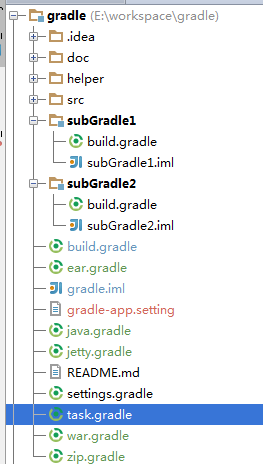 gradle (E:\workspace\gradle)
.idea
doc
helper
src
subGradle1
build.gradle
subGradle1.iml
subGradle2
build.gradle
subGradle2.iml
build.gradle
ear.gradle
gradle.iml
gradle-app.setting
java.gradle
jetty.gradle
README.md
settings.gradle
task.gradle
war.gradle
zip.gradle